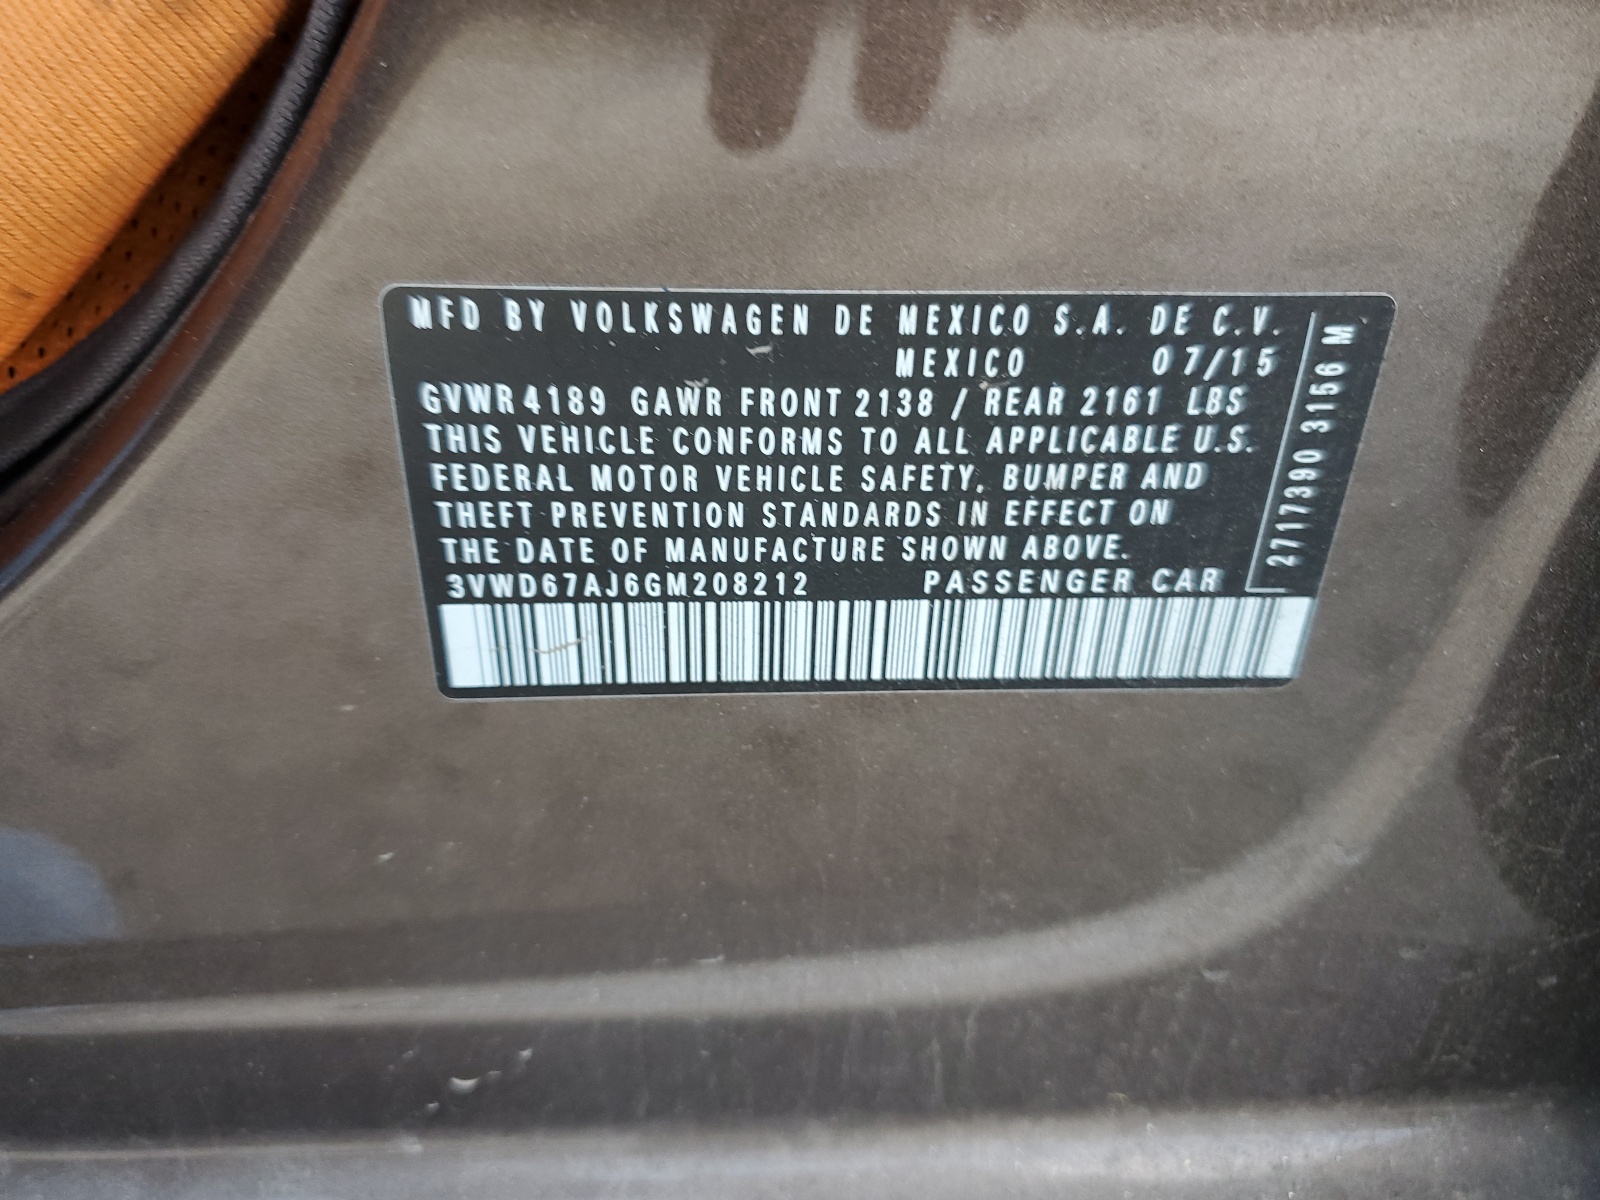 MFD BY VOLKSWAGEN DE MEXICO S.A. DE C.V.
MEXICO 07/15
GVWR 4189 GAWR FRONT 2138 / REAR 2161 LBS
THIS VEHICLE CONFORMS TO ALL APPLICABLE U.S.
FEDERAL MOTOR VEHICLE SAFETY, BUMPER AND
THEFT PREVENTION STANDARDS IN EFFECT ON
THE DATE OF MANUFACTURE SHOWN ABOVE.
3VWD67AJ6GM208212 PASSENGER CAR
2717390 3156 M